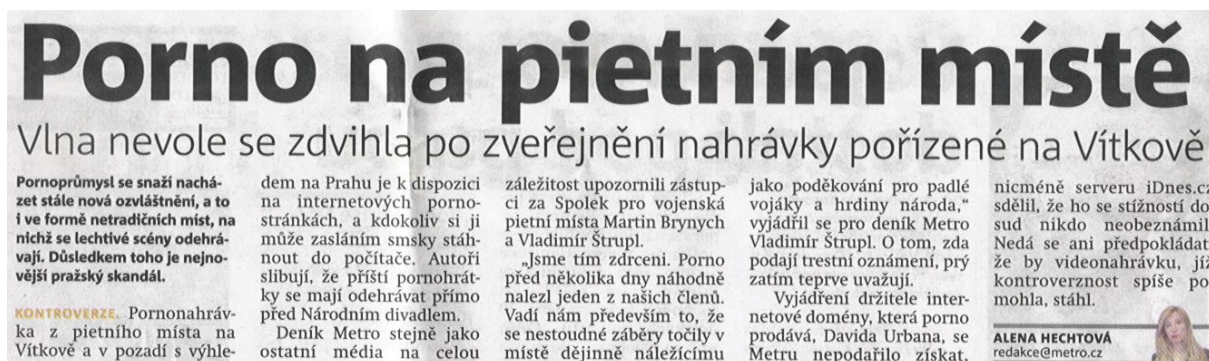 Porno na pietním místě
Vlna nevole se zdvihla po zveřejnění nahrávky pořízené na Vítkově
Pornoprůmysl se snaží nachá-
zet stále nová ozvláštnění, a to
i ve formě netradičních míst, na
nichž se lechtivé scény odehrá-
vají. Důsledkem toho je nejno-
vější pražský skandál.
KONTROVERZE. Pornonahráv-
ka z pietního místa na
Vítkově a v pozadí s výhle-
dem na Prahu je k dispozici
na internetových porno-
stránkách, a kdokoliv si ji
může zasláním smsky stáh-
nout do počítače. Autoři
slibují, že příští pornohrát-
ky se mají odehrávat přímo
před Národním divadlem.
Deník Metro stejně jako
ostatní média na celou
záležitost upozornili zástup-
ci za Spolek pro vojenská
pietní místa Martin Brynych
a Vladimír Štrupl.
„Jsme tím zdrceni. Porno
před několika dny náhodně
nalezl jeden z našich členů.
Vadí nám především to, že
se nestoudné záběry točily v
místě dějinně náležícímu
jako poděkování pro padlé
vojáky a hrdiny národa,“
vyjádřil se pro deník Metro
Vladimír Štrupl. O tom, zda
podají trestní oznámení, prý
zatím teprve uvažují.
Vyjádření držitele inter-
netové domény, která porno
prodává, Davida Urbana, se
Metru nepodařilo získat,
nicméně serveru iDnes.cz
sdělil, že ho se stížností do-
sud nikdo neobeznámil.
Nedá se ani předpokládat,
že by videonahrávku, jíž
kontroverznost spíše po-
mohla, stáhl.
ALENA HECHTOVÁ
redakce@metro.cz